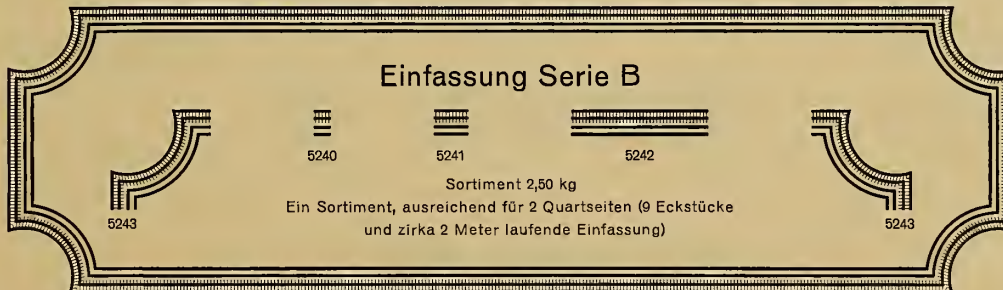 Einfassung Serie B
5240 5241 5242
5243 5243
Sortiment 2,50 kg
Ein Sortiment, ausreichend für 2 Quartseiten (9 Eckstücke
und zirka 2 Meter laufende Einfassung)